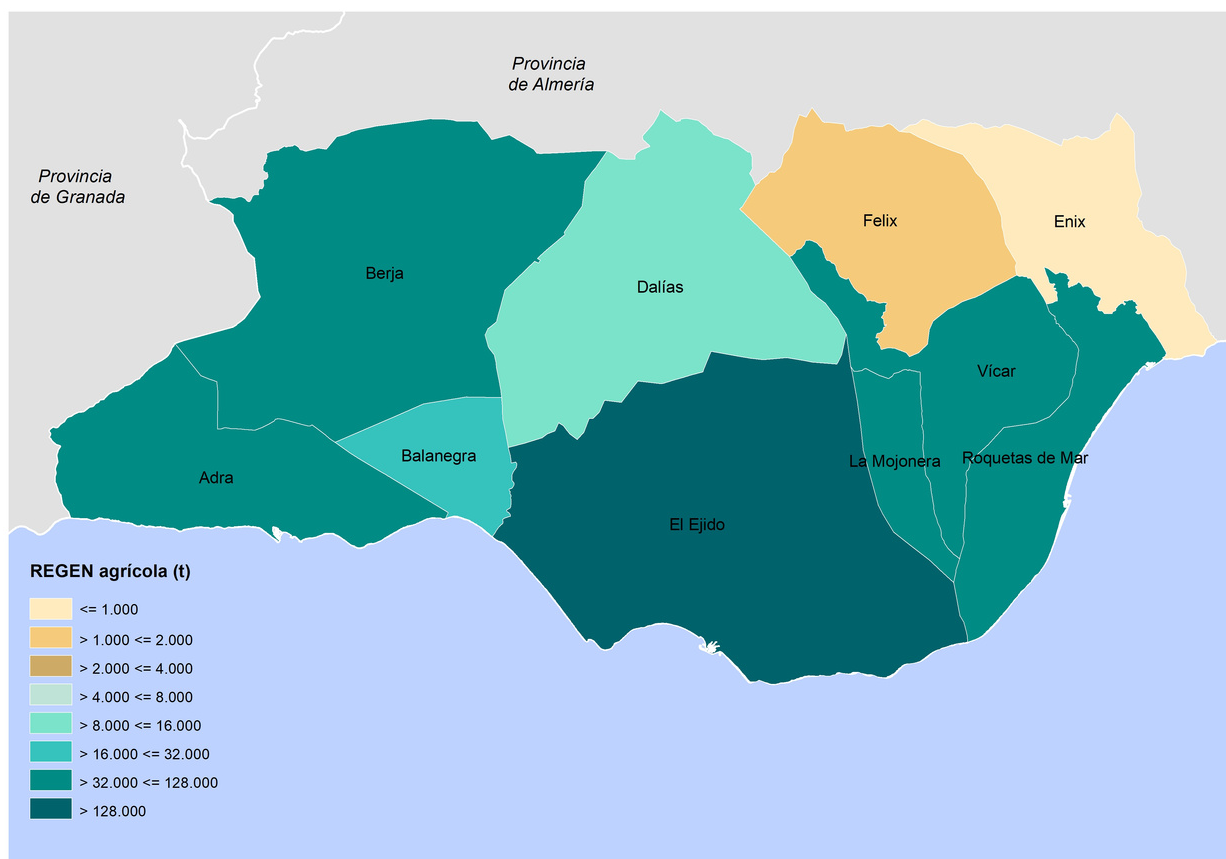 Provincia
de Almería
Provincia
de Granada
Felix
Enix
Berja
Dalías
Vícar
Balanegra
La Mojonera
Roquetas de Mar
Adra
El Ejido
REGEN agrícola (t)
<= 1.000
> 1.000 <= 2.000
> 2.000 <= 4.000
> 4.000 <= 8.000
> 8.000 <= 16.000
> 16.000 <= 32.000
> 32.000 <= 128.000
> 128.000